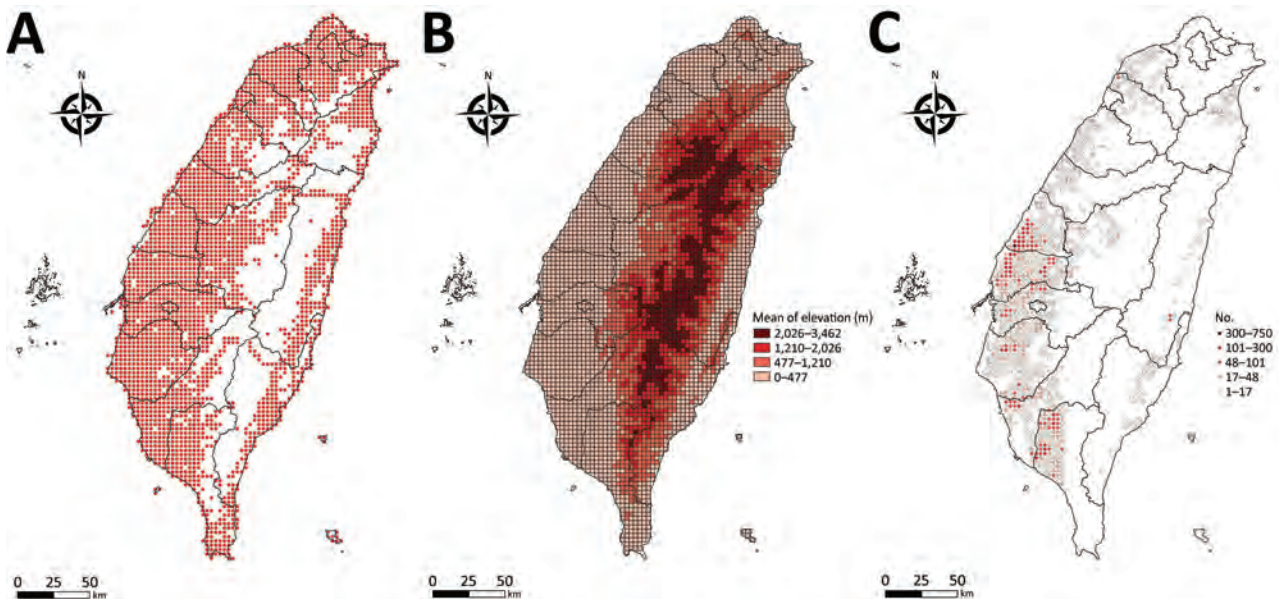 A
B
C
N
N
N
Mean of elevation (m)
2,026–3,462
1,210–2,026
477–1,210
0–477
No.
300–750
101–300
48–101
17–48
1–17
0 25 50
km
0 25 50
km
0 25 50
km